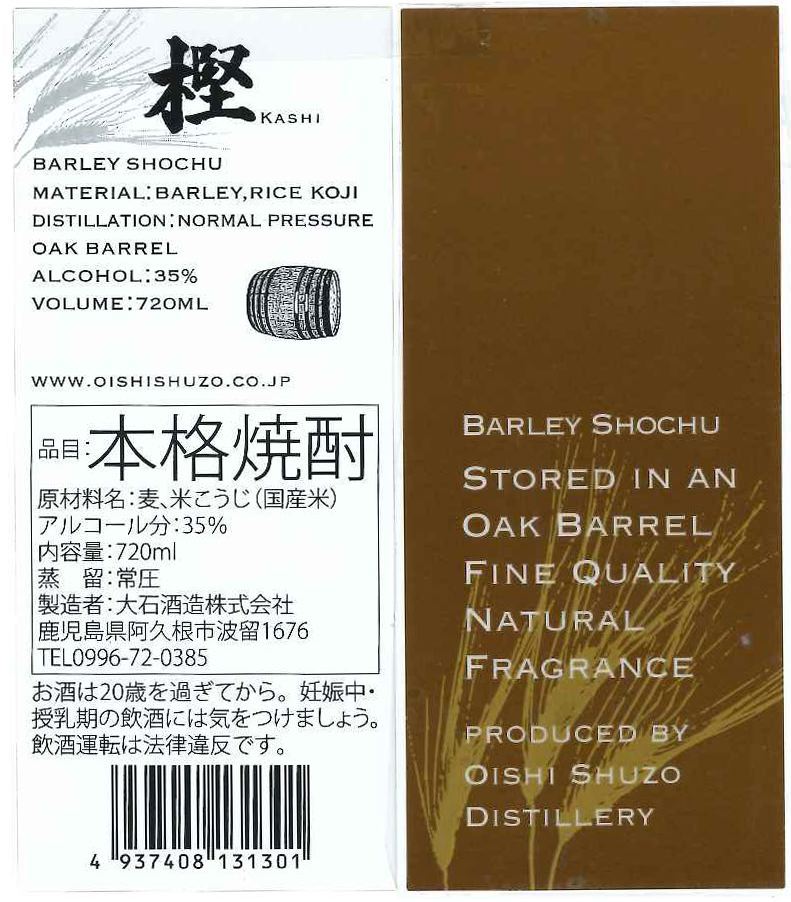 樫 KASHI
BARLEY SHOCHU
MATERIAL:BARLEY,RICE KOJI
DISTILLATION:NORMAL PRESSURE
OAK BARREL
ALCOHOL:35%
VOLUME:720ML
WWW.OISHISHUZO.CO.JP
品目:本格焼酎
原材料名:麦、米こうじ(国産米)
アルコール分:35%
内容量:720ml
蒸 留:常圧
製造者:大石酒造株式会社
鹿児島県阿久根市波留1676
TEL0996-72-0385
お酒は20歳を過ぎてから。妊娠中・
授乳期の飲酒には気をつけましょう。
飲酒運転は法律違反です。
4 937408 131301
BARLEY SHOCHU
STORED IN AN
OAK BARREL
FINE QUALITY
NATURAL
FRAGRANCE
PRODUCED BY
OISHI SHUZO
DISTILLERY